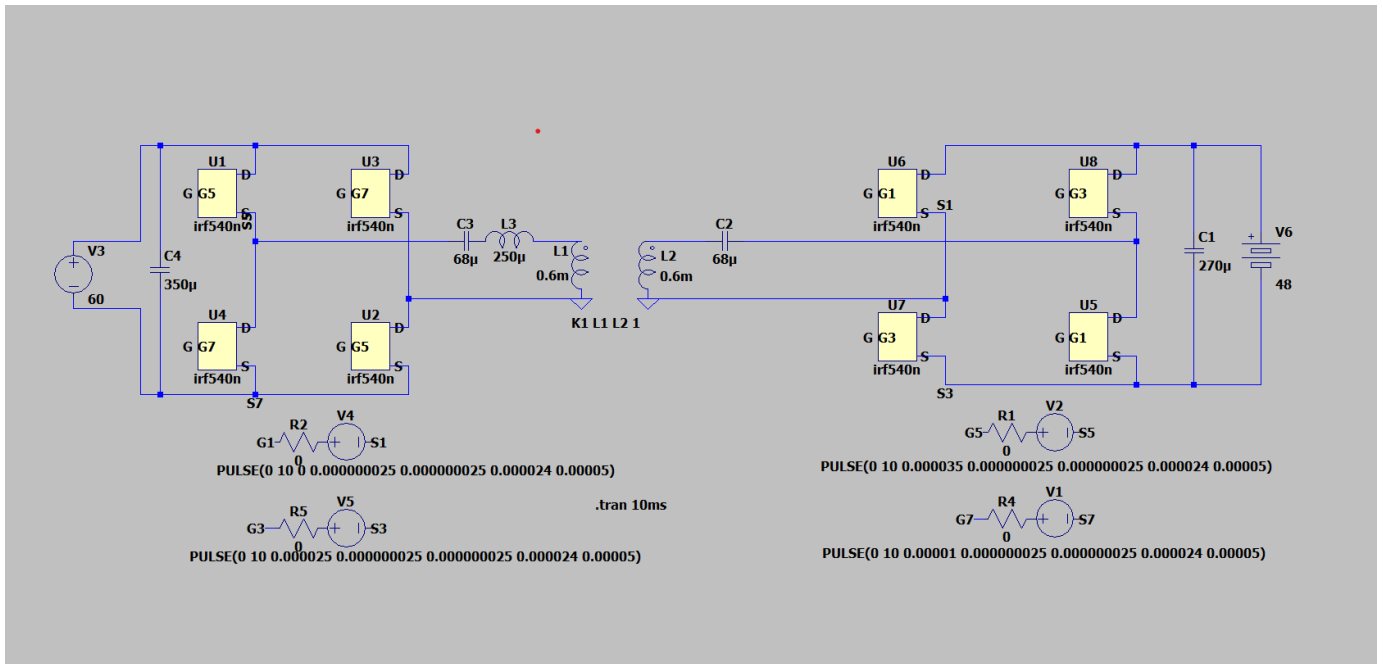 U1
D
G G5
S
irf540n
S5
U3
D
G G7
S
irf540n
V3
60
C4
350µ
C3
68µ
L3
250µ
L1
0.6m
L2
0.6m
K1 L1 L2 1
C2
68µ
U6
D
G G1
S
S1
irf540n
U8
D
G G3
S
irf540n
C1
270µ
V6
48
U4
D
G G7
S
irf540n
S7
U2
D
G G5
S
irf540n
U7
D
G G3
S
irf540n
S3
U5
D
G G1
S
irf540n
G1 R2 V4 S1
0
PULSE(0 10 0 0.000000025 0.000000025 0.000024 0.00005)
G5 R1 V2 S5
0
PULSE(0 10 0.000035 0.000000025 0.000000025 0.000024 0.00005)
.tran 10ms
G3 R5 V5 S3
0
PULSE(0 10 0.000025 0.000000025 0.000000025 0.000024 0.00005)
G7 R4 V1 S7
0
PULSE(0 10 0.00001 0.000000025 0.000000025 0.000024 0.00005)